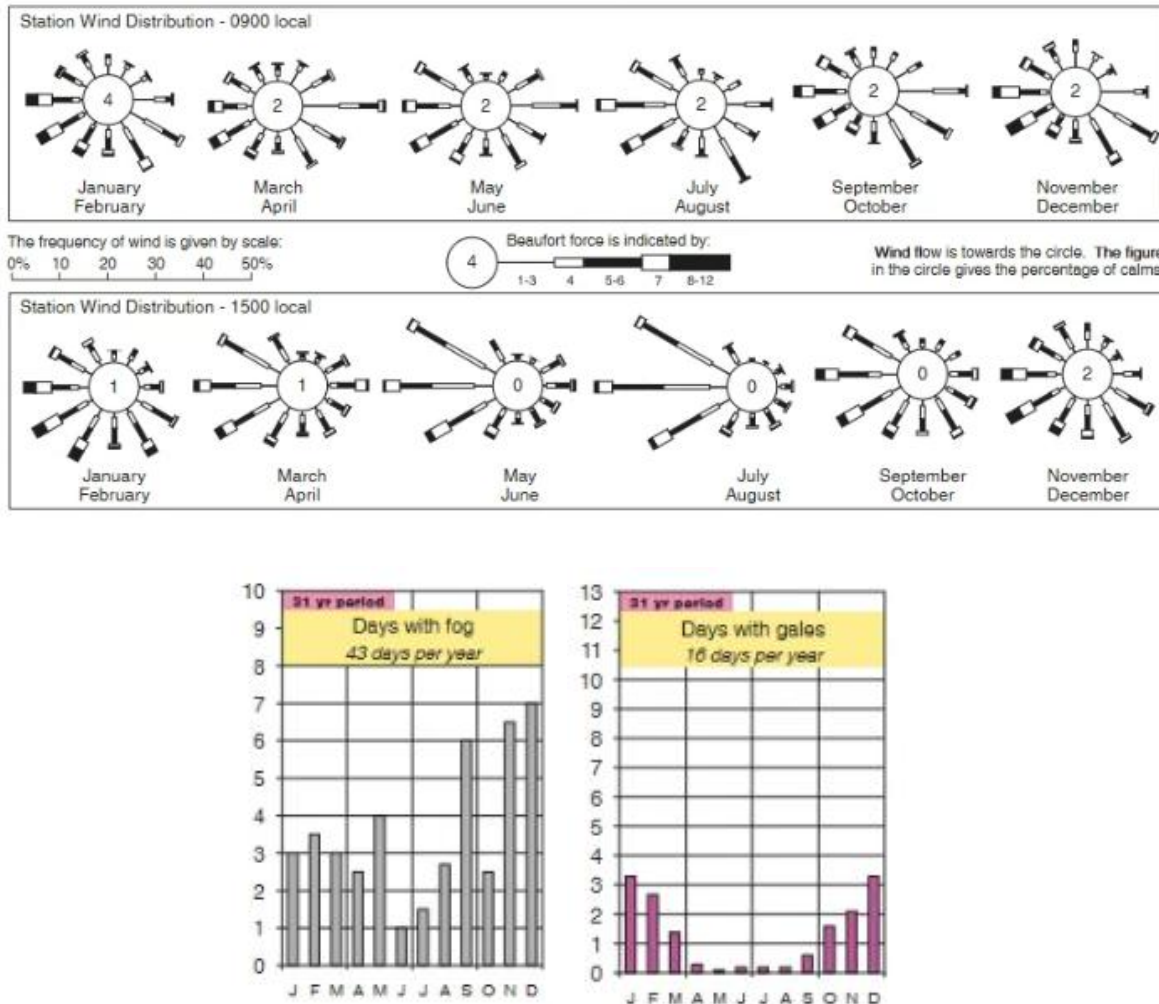 Station Wind Distribution - 0900 local
4 2 2 2 2 2
January March May July September November
February April June August October December
The frequency of wind is given by scale:
0% 10 20 30 40 50%
Beaufort force is indicated by:
4
1-3 4 5-6 7 8-12
Wind flow is towards the circle. The figure
in the circle gives the percentage of calms
Station Wind Distribution - 1500 local
1 1 0 0 0 2
January March May July September November
February April June August October December
31 yr period
Days with fog
43 days per year
10
9
8
7
6
5
4
3
2
1
0
J F M A M J J A S O N D
31 yr period
Days with gales
16 days per year
13
12
11
10
9
8
7
6
5
4
3
2
1
0
J F M A M J J A S O N D